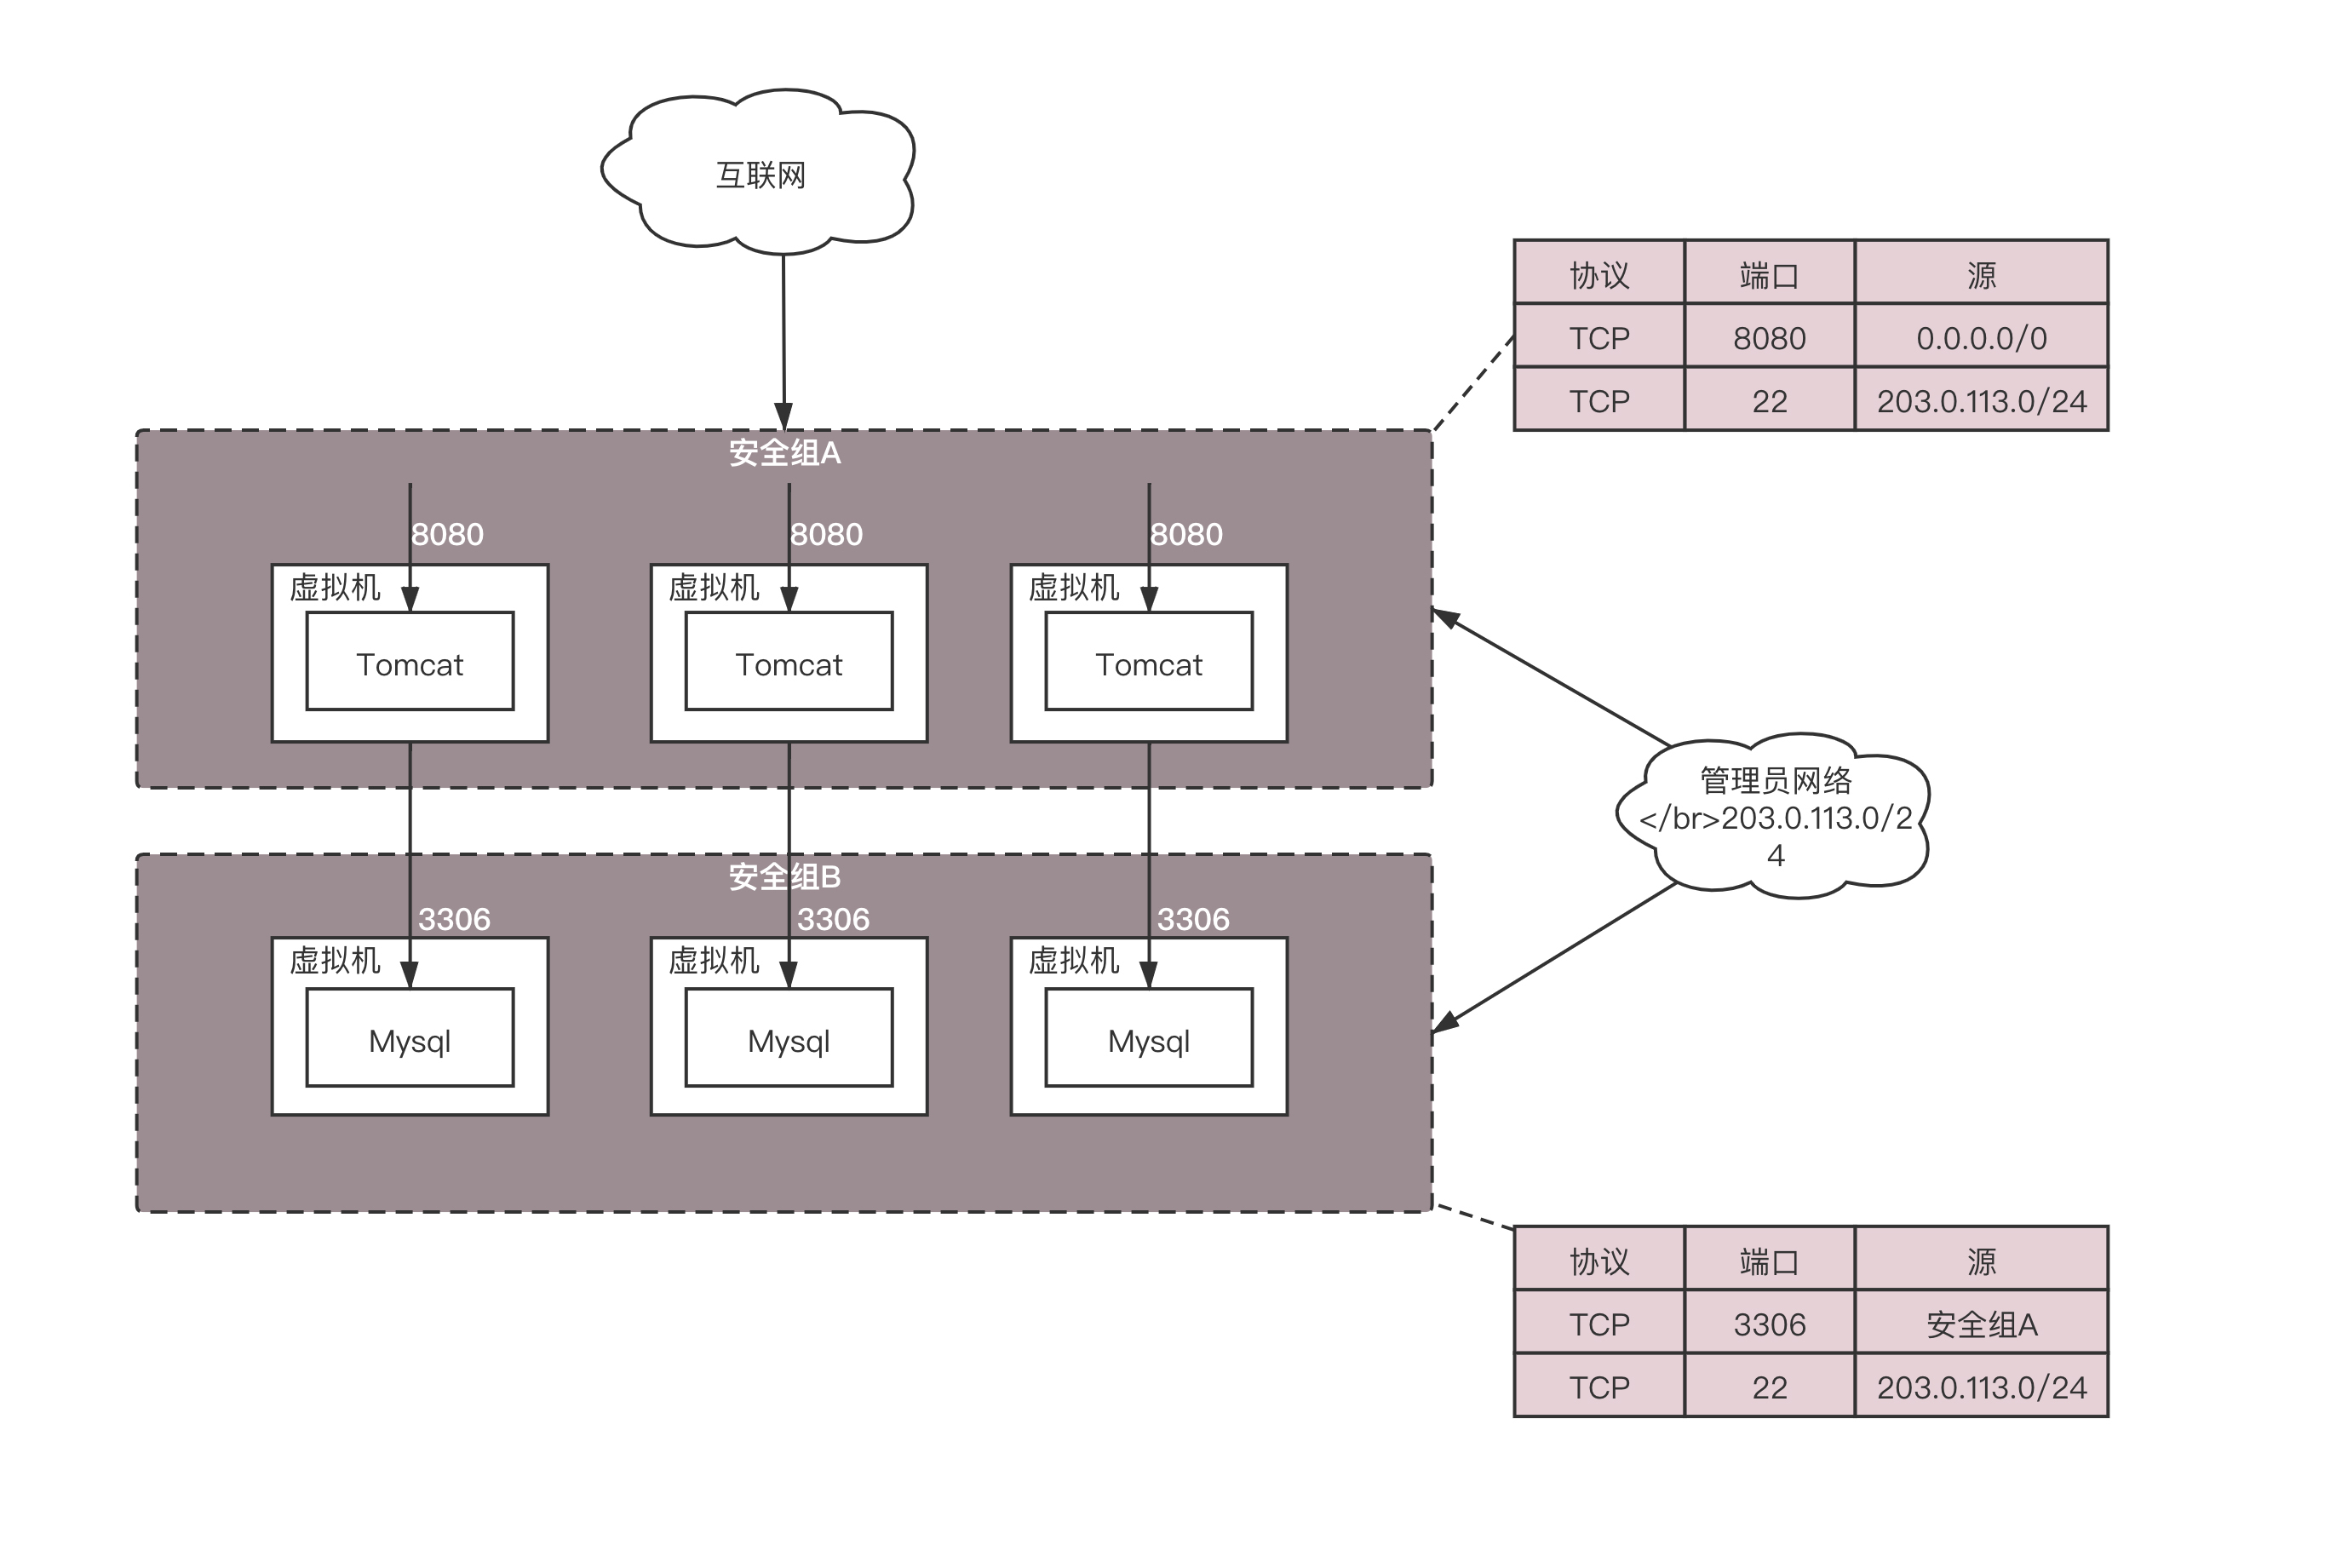 互联网
协议 端口 源
TCP 8080 0.0.0.0/0
TCP 22 203.0.113.0/24
安全组A
8080 8080 8080
虚拟机 虚拟机 虚拟机
Tomcat Tomcat Tomcat
管理员网络
</br>203.0.113.0/2
4
安全组B
3306 3306 3306
虚拟机 虚拟机 虚拟机
Mysql Mysql Mysql
协议 端口 源
TCP 3306 安全组A
TCP 22 203.0.113.0/24